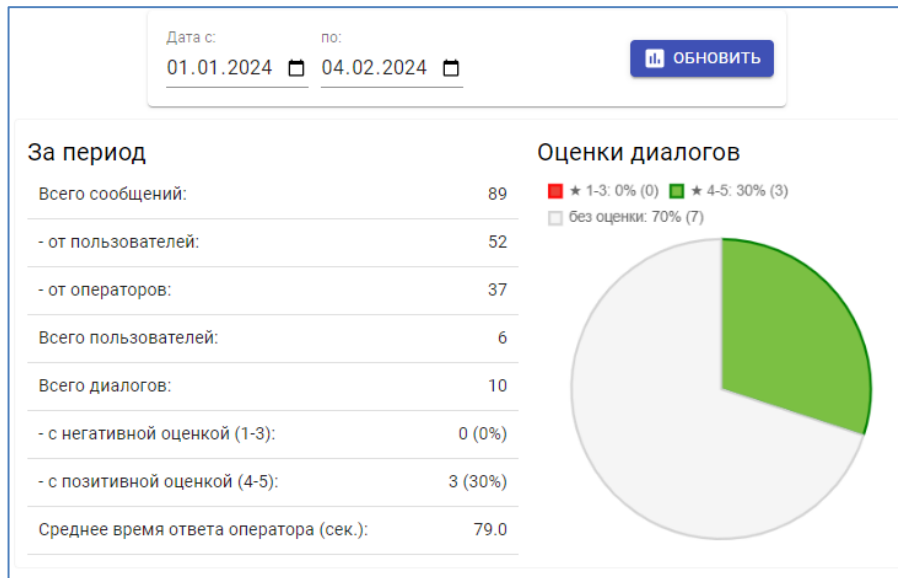 Дата с: по:
01.01.2024 04.02.2024 ОБНОВИТЬ
За период
Всего сообщений: 89
- от пользователей: 52
- от операторов: 37
Всего пользователей: 6
Всего диалогов: 10
- с негативной оценкой (1-3): 0 (0%)
- с позитивной оценкой (4-5): 3 (30%)
Среднее время ответа оператора (сек.): 79.0
Оценки диалогов
★ 1-3: 0% (0) ★ 4-5: 30% (3)
без оценки: 70% (7)